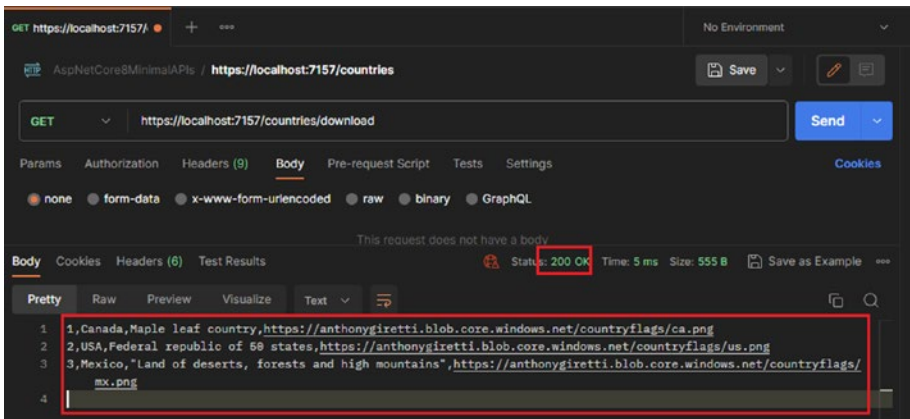 GET https://localhost:7157/
No Environment
HTTP AspNetCore8MinimalAPIs / https://localhost:7157/countries
Save
GET https://localhost:7157/countries/download Send
Params Authorization Headers (9) Body Pre-request Script Tests Settings Cookies
none form-data x-www-form-urlencoded raw binary GraphQL
This request does not have a body
Body Cookies Headers (6) Test Results Status: 200 OK Time: 5 ms Size: 555 B Save as Example
Pretty Raw Preview Visualize Text
1 1,Canada,Maple leaf country,https://anthonygiretti.blob.core.windows.net/countryflags/ca.png
2 2,USA,Federal republic of 50 states,https://anthonygiretti.blob.core.windows.net/countryflags/us.png
3 3,Mexico,"Land of deserts, forests and high mountains",https://anthonygiretti.blob.core.windows.net/countryflags/
mx.png
4